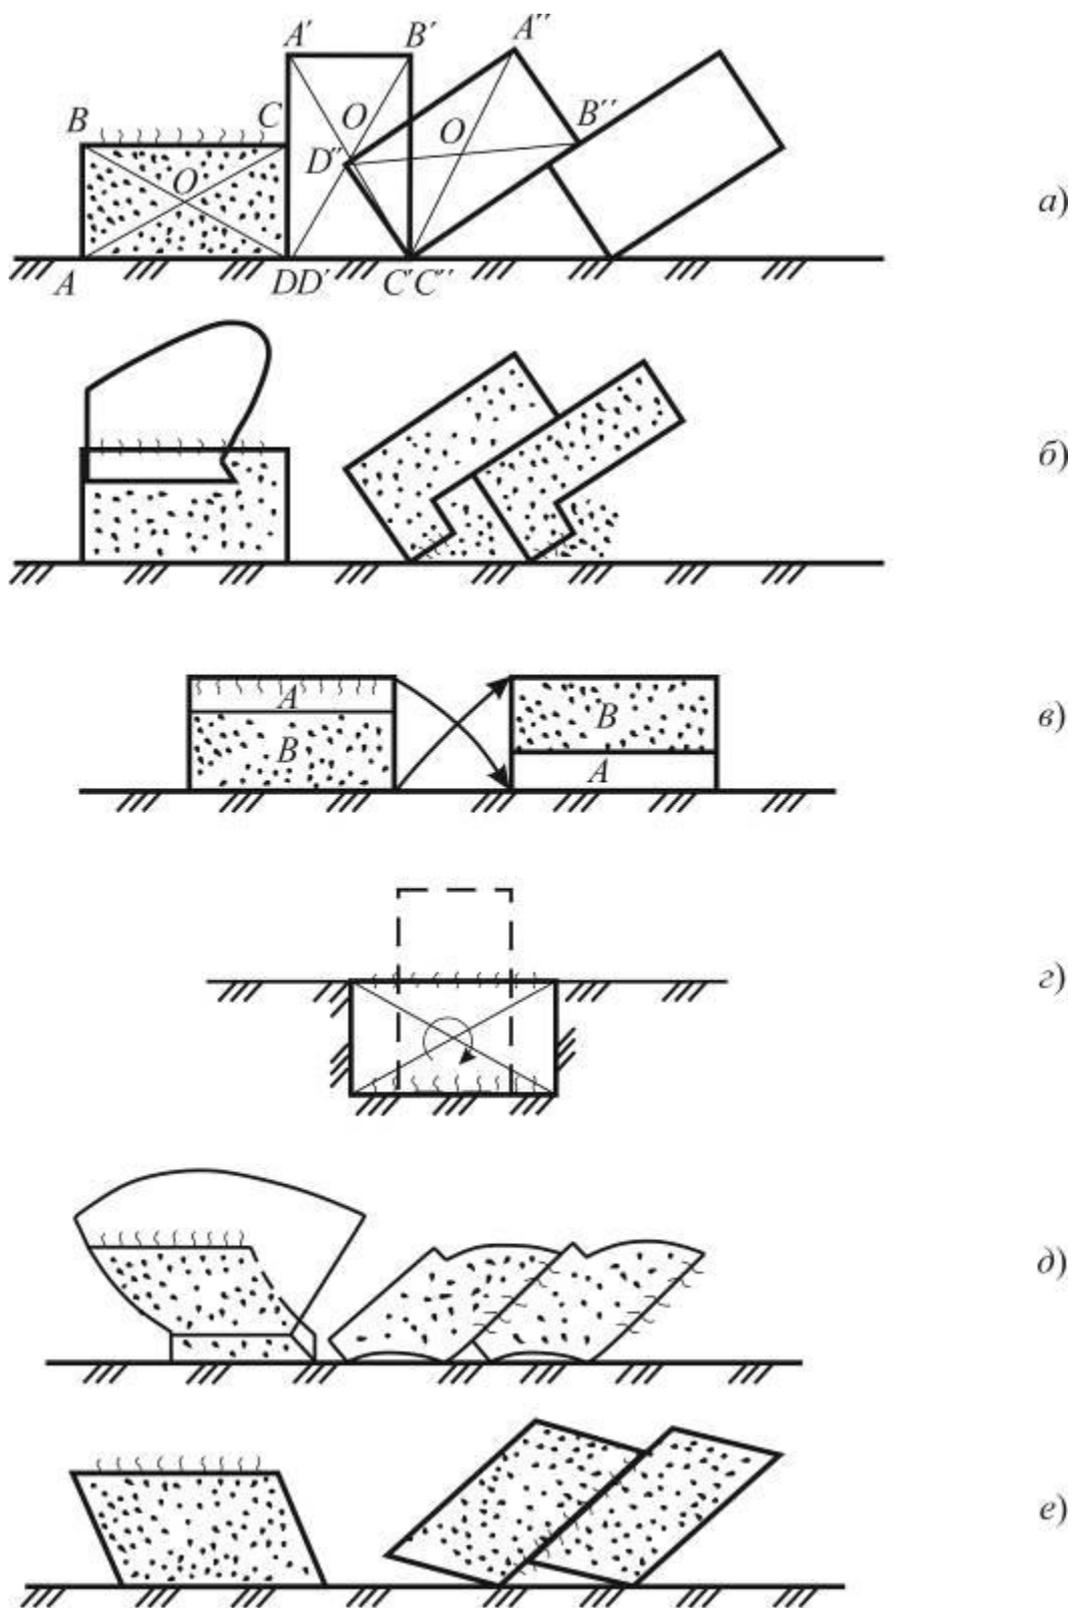 A′ B′ A′′
B C O O B′′
O D′′
а)
A DD′ C′ C′′
б)
A
B
B
A
в)
г)
д)
е)